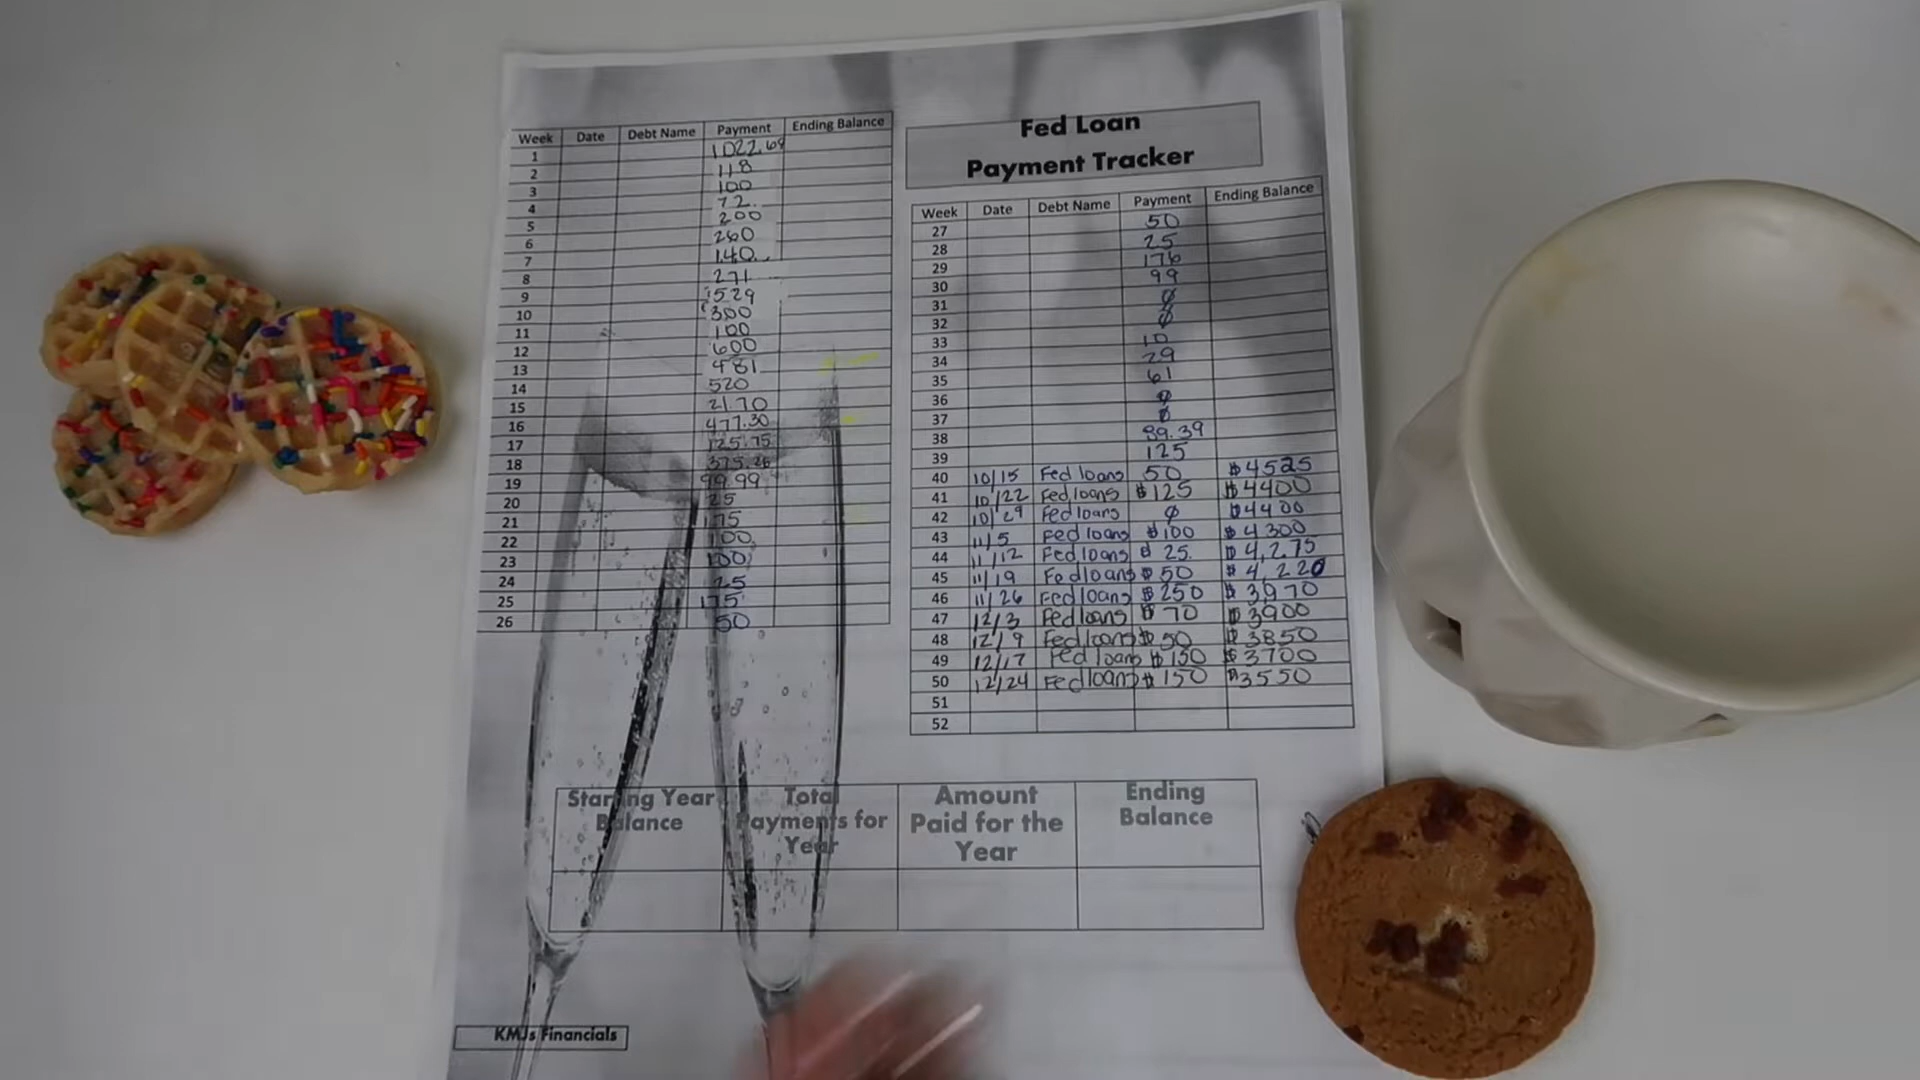 Week Date Debt Name Payment Ending Balance
1 1022.69
2 118
3 100
4 72.
5 200
6 260
7 140
8 271
9 529
10 300
11 100
12 600
13 481
14 520
15 21.70
16 477.30
17 125.75
18 375.26
19 99.99
20 25
21 175
22 100
23 100
24 25
25 175
26 50
Fed Loan
Payment Tracker
Week Date Debt Name Payment Ending Balance
27 50
28 25
29 176
30 99
31 0
32 0
33 10
34 29
35 61
36 0
37 0
38 89.39
39 125
40 10/15 Fed loans 50 $4525
41 10/22 Fed loans $125 $4400
42 10/29 Fed loans 0 $4400
43 11/5 Fed loans $100 $4300
44 11/12 Fed loans $ 25. $4,275
45 11/19 Fed loans $50 $4,220
46 11/26 Fed loans $250 $3,970
47 12/3 Fed loans $ 70 $3900
48 12/9 Fed loans $50 $3850
49 12/17 Fed loans $150 $3700
50 12/24 Fed loans $150 $3550
51
52
Starting Year Balance Total Payments for Year Amount Paid for the Year Ending Balance
KMJs Financials